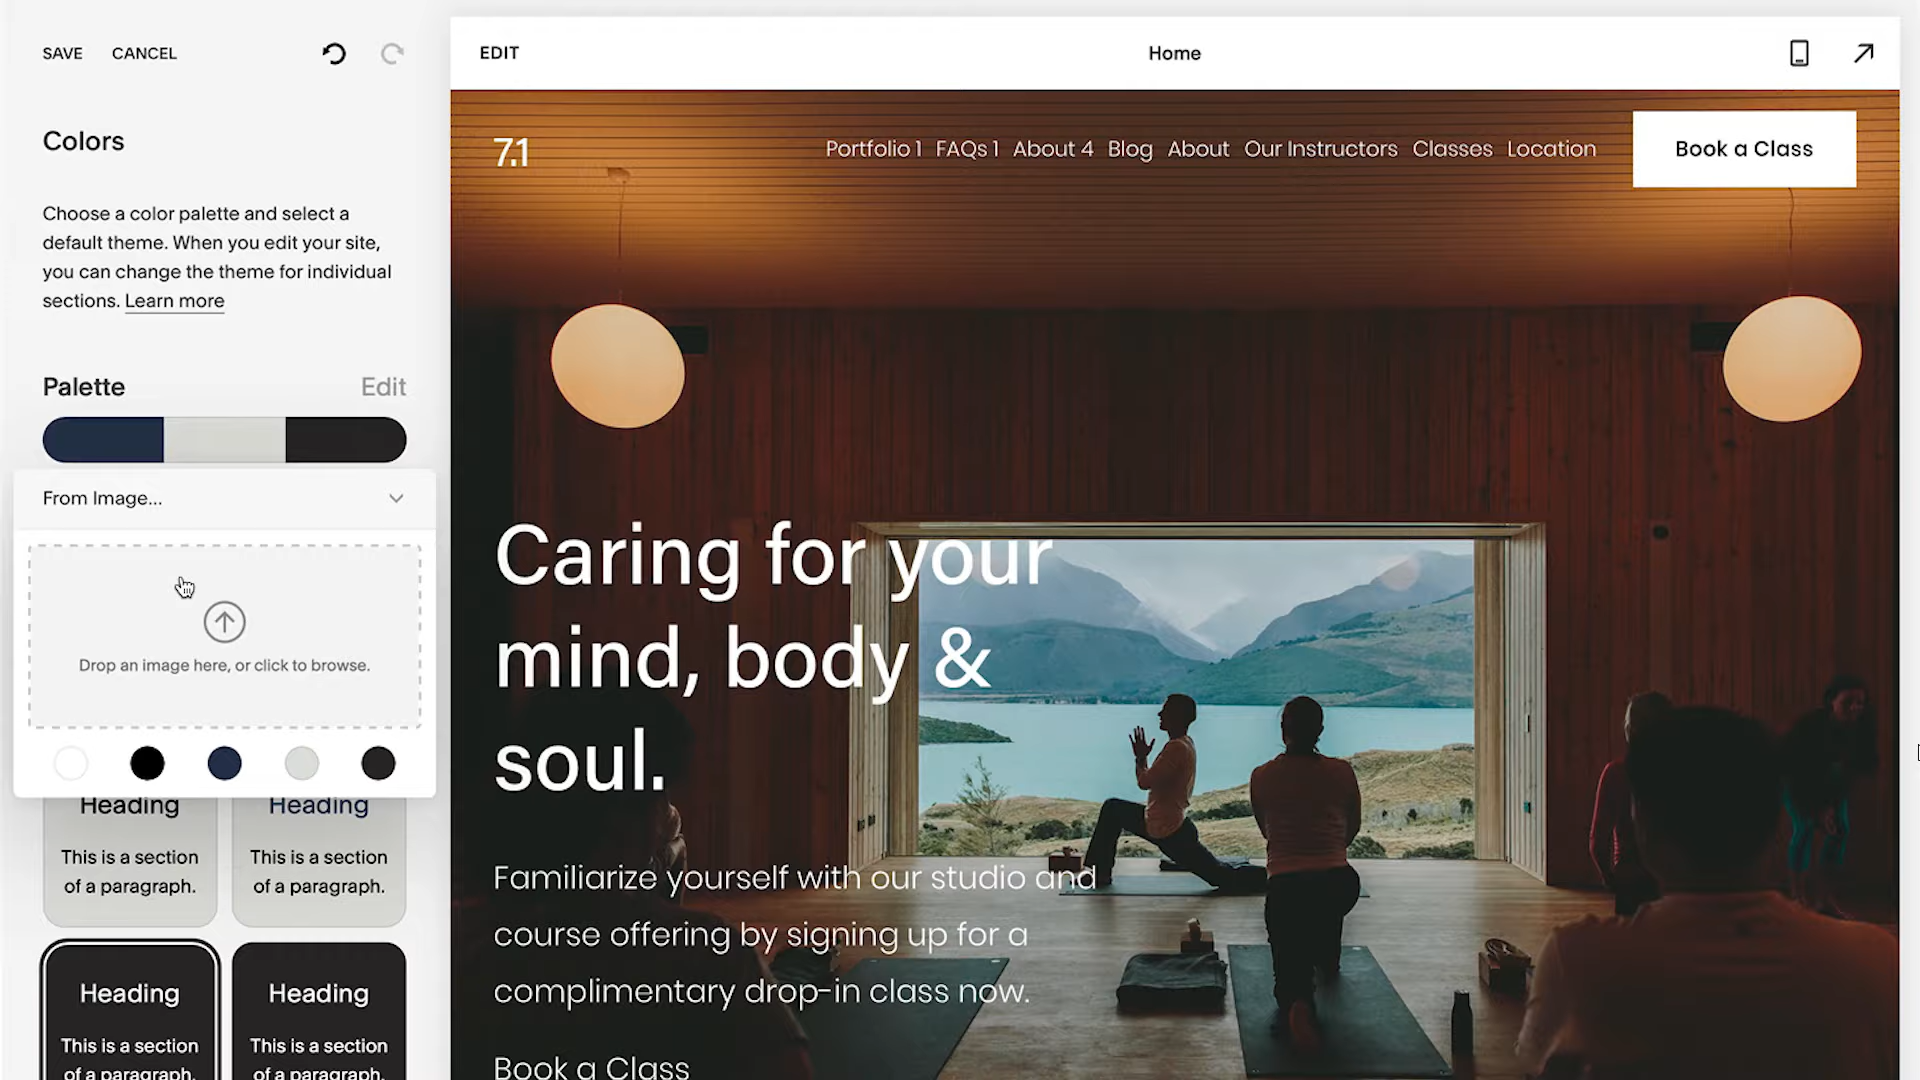 SAVE CANCEL
Colors
Choose a color palette and select a
default theme. When you edit your site,
you can change the theme for individual
sections. Learn more
Palette Edit
From Image...
Drop an image here, or click to browse.
Heading
This is a section
of a paragraph.
Heading
This is a section
of a paragraph.
Heading
This is a section
of a paragraph.
Heading
This is a section
of a paragraph.
EDIT Home
7.1 Portfolio 1 FAQs 1 About 4 Blog About Our Instructors Classes Location Book a Class
Caring for your
mind, body &
soul.
Familiarize yourself with our studio and
course offering by signing up for a
complimentary drop-in class now.
Book a Class